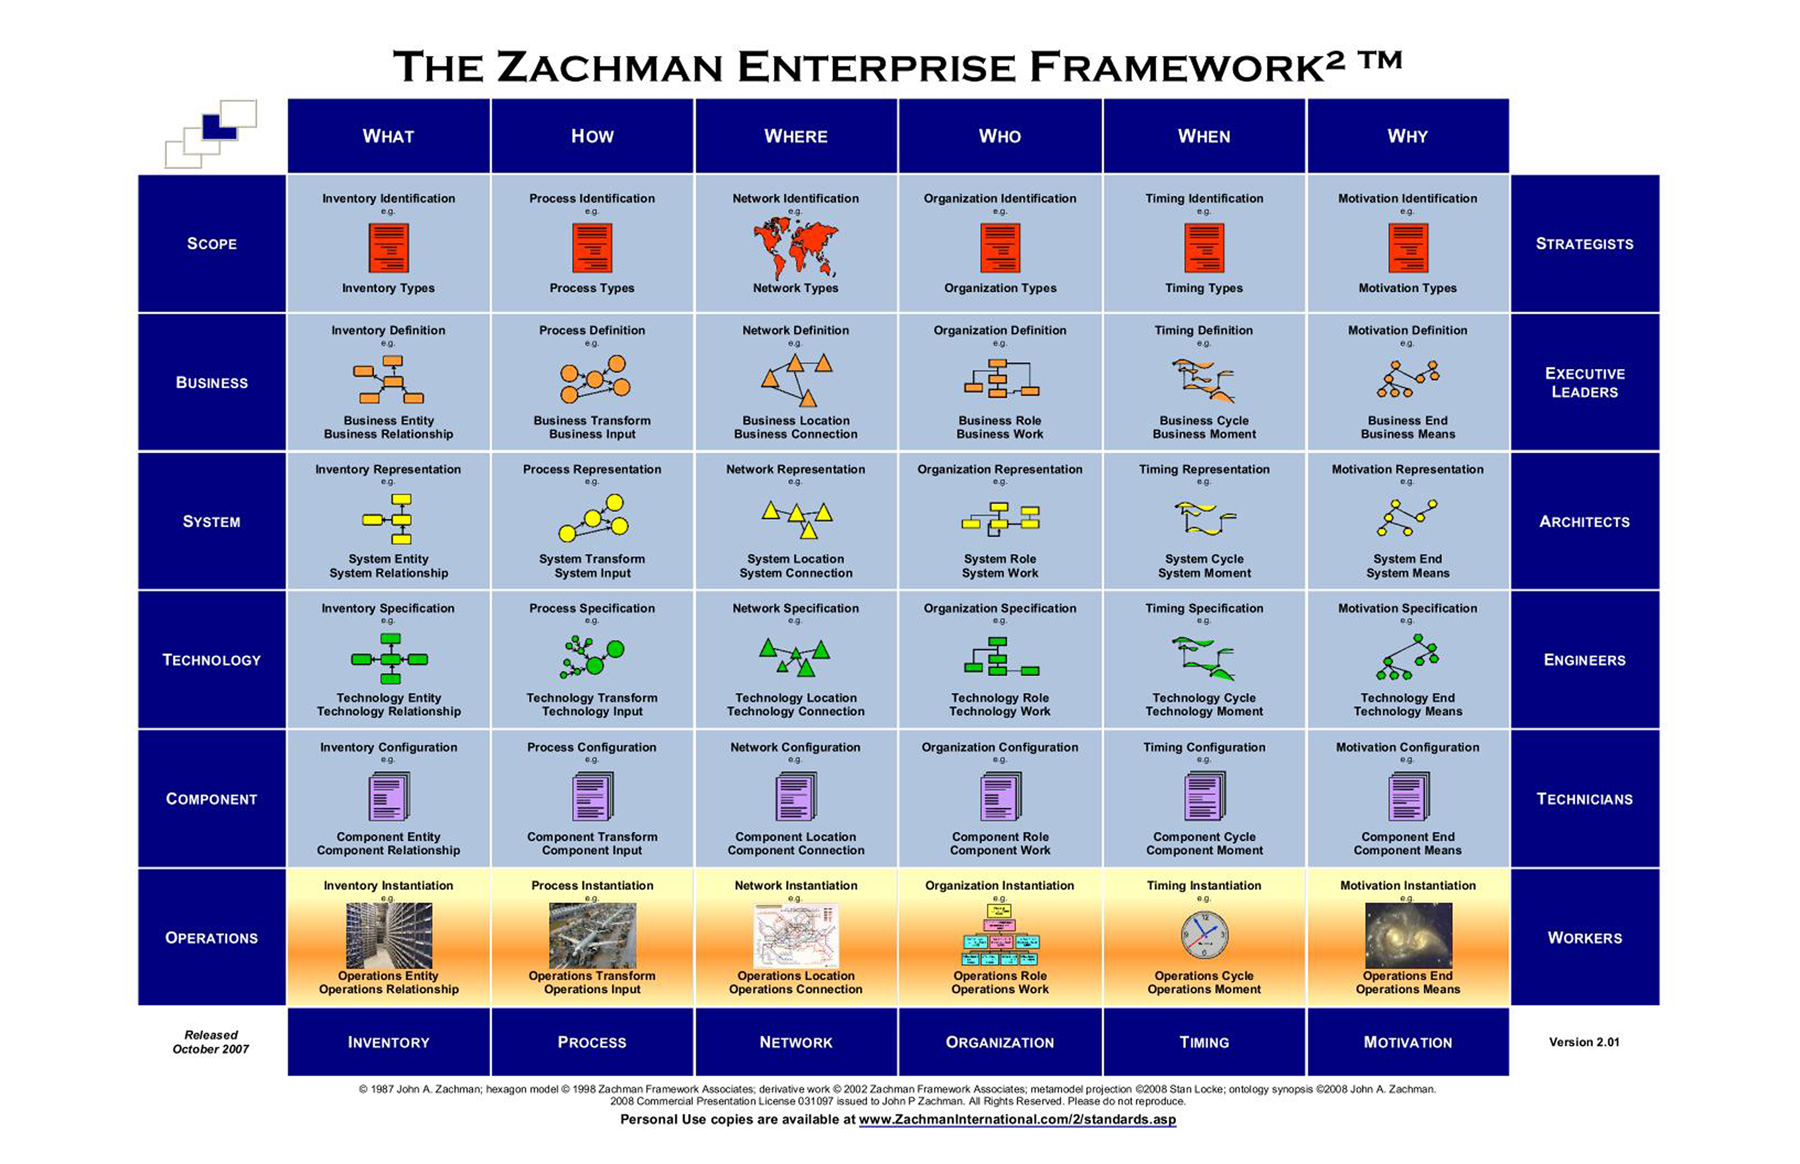 THE ZACHMAN ENTERPRISE FRAMEWORK² ™
WHAT HOW WHERE WHO WHEN WHY
SCOPE
Inventory Identification Process Identification Network Identification Organization Identification Timing Identification Motivation Identification
e.g. e.g. e.g. e.g. e.g. e.g.
Inventory Types Process Types Network Types Organization Types Timing Types Motivation Types
STRATEGISTS
BUSINESS
Inventory Definition Process Definition Network Definition Organization Definition Timing Definition Motivation Definition
e.g. e.g. e.g. e.g. e.g. e.g.
Business Entity Business Transform Business Location Business Role Business Cycle Business End
Business Relationship Business Input Business Connection Business Work Business Moment Business Means
EXECUTIVE
LEADERS
SYSTEM
Inventory Representation Process Representation Network Representation Organization Representation Timing Representation Motivation Representation
e.g. e.g. e.g. e.g. e.g. e.g.
System Entity System Transform System Location System Role System Cycle System End
System Relationship System Input System Connection System Work System Moment System Means
ARCHITECTS
TECHNOLOGY
Inventory Specification Process Specification Network Specification Organization Specification Timing Specification Motivation Specification
e.g. e.g. e.g. e.g. e.g. e.g.
Technology Entity Technology Transform Technology Location Technology Role Technology Cycle Technology End
Technology Relationship Technology Input Technology Connection Technology Work Technology Moment Technology Means
ENGINEERS
COMPONENT
Inventory Configuration Process Configuration Network Configuration Organization Configuration Timing Configuration Motivation Configuration
e.g. e.g. e.g. e.g. e.g. e.g.
Component Entity Component Transform Component Location Component Role Component Cycle Component End
Component Relationship Component Input Component Connection Component Work Component Moment Component Means
TECHNICIANS
OPERATIONS
Inventory Instantiation Process Instantiation Network Instantiation Organization Instantiation Timing Instantiation Motivation Instantiation
e.g. e.g. e.g. e.g. e.g. e.g.
Operations Entity Operations Transform Operations Location Operations Role Operations Cycle Operations End
Operations Relationship Operations Input Operations Connection Operations Work Operations Moment Operations Means
WORKERS
Released
October 2007
INVENTORY PROCESS NETWORK ORGANIZATION TIMING MOTIVATION
Version 2.01
© 1987 John A. Zachman; hexagon model © 1998 Zachman Framework Associates; derivative work © 2002 Zachman Framework Associates; metamodel projection ©2008 Stan Locke; ontology synopsis ©2008 John A. Zachman.
2008 Commercial Presentation License 031097 issued to John P Zachman. All Rights Reserved. Please do not reproduce.
Personal Use copies are available at www.ZachmanInternational.com/2/standards.asp